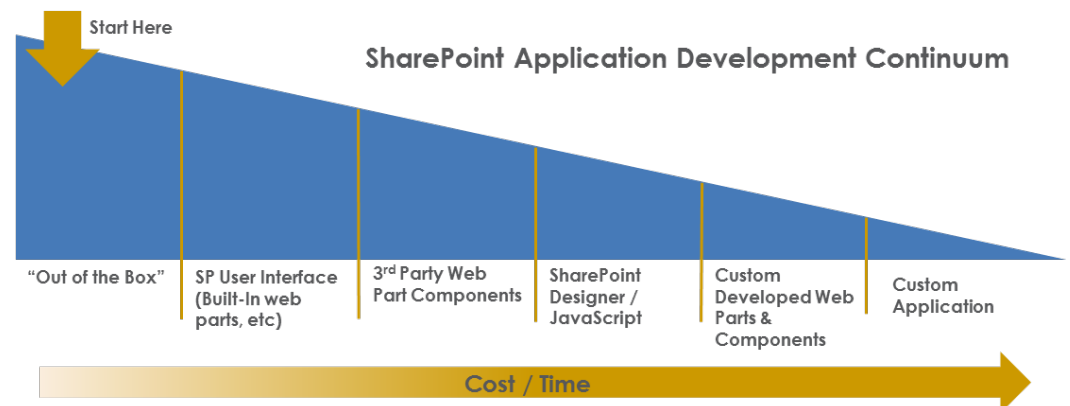 Start Here
SharePoint Application Development Continuum
“Out of the Box”
SP User Interface
(Built-In web
parts, etc)
3rd Party Web
Part Components
SharePoint
Designer /
JavaScript
Custom
Developed Web
Parts &
Components
Custom
Application
Cost / Time